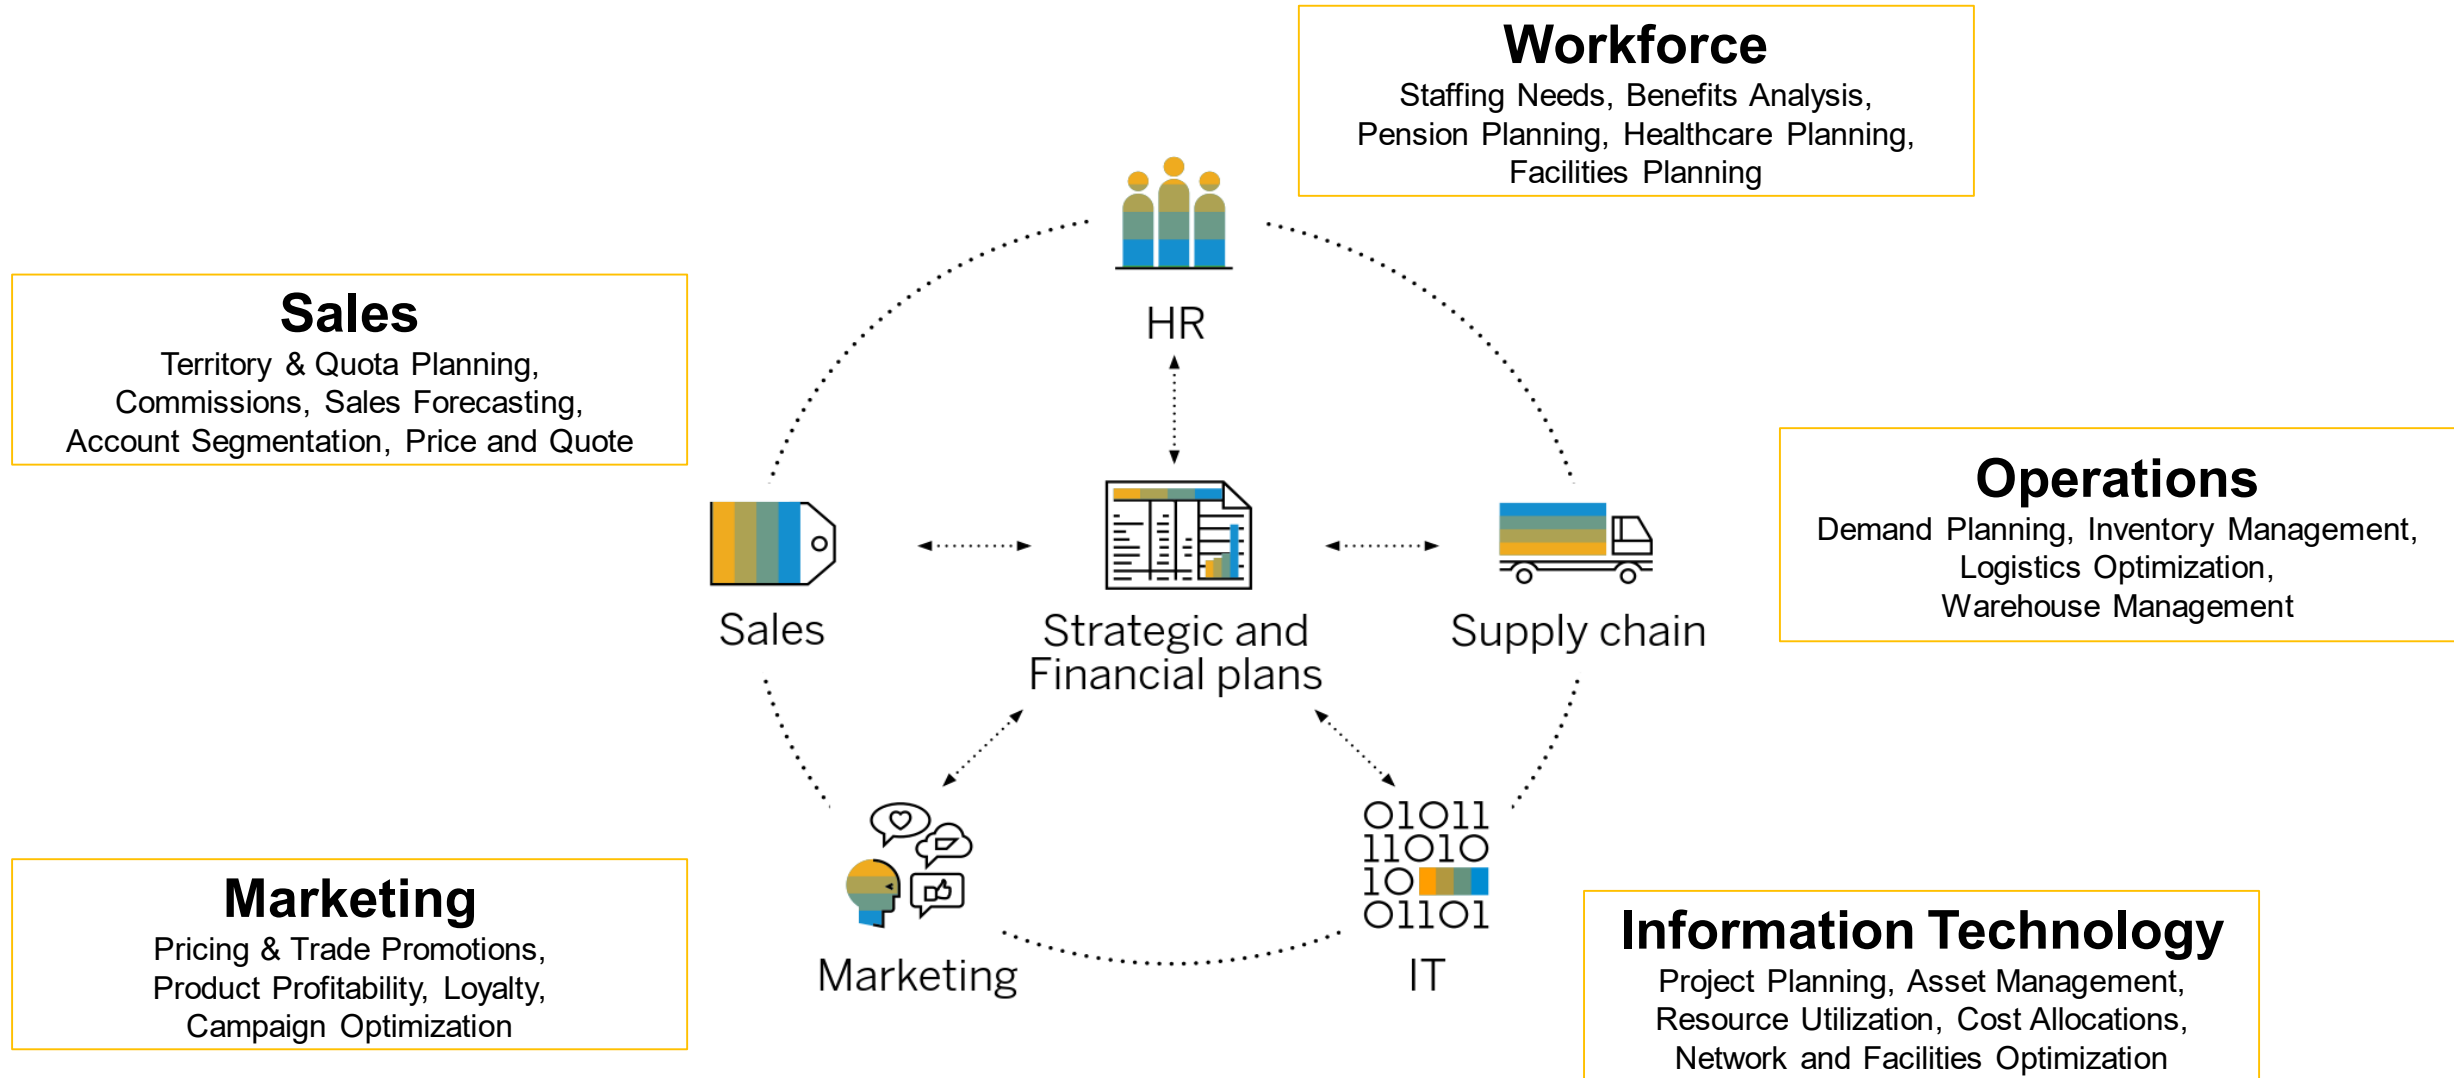 Workforce
Staffing Needs, Benefits Analysis,
Pension Planning, Healthcare Planning,
Facilities Planning
HR
Sales
Territory & Quota Planning,
Commissions, Sales Forecasting,
Account Segmentation, Price and Quote
Operations
Demand Planning, Inventory Management,
Logistics Optimization,
Warehouse Management
Sales
Strategic and
Financial plans
Supply chain
Marketing
Pricing & Trade Promotions,
Product Profitability, Loyalty,
Campaign Optimization
Marketing
01011
11010
10
01101
IT
Information Technology
Project Planning, Asset Management,
Resource Utilization, Cost Allocations,
Network and Facilities Optimization